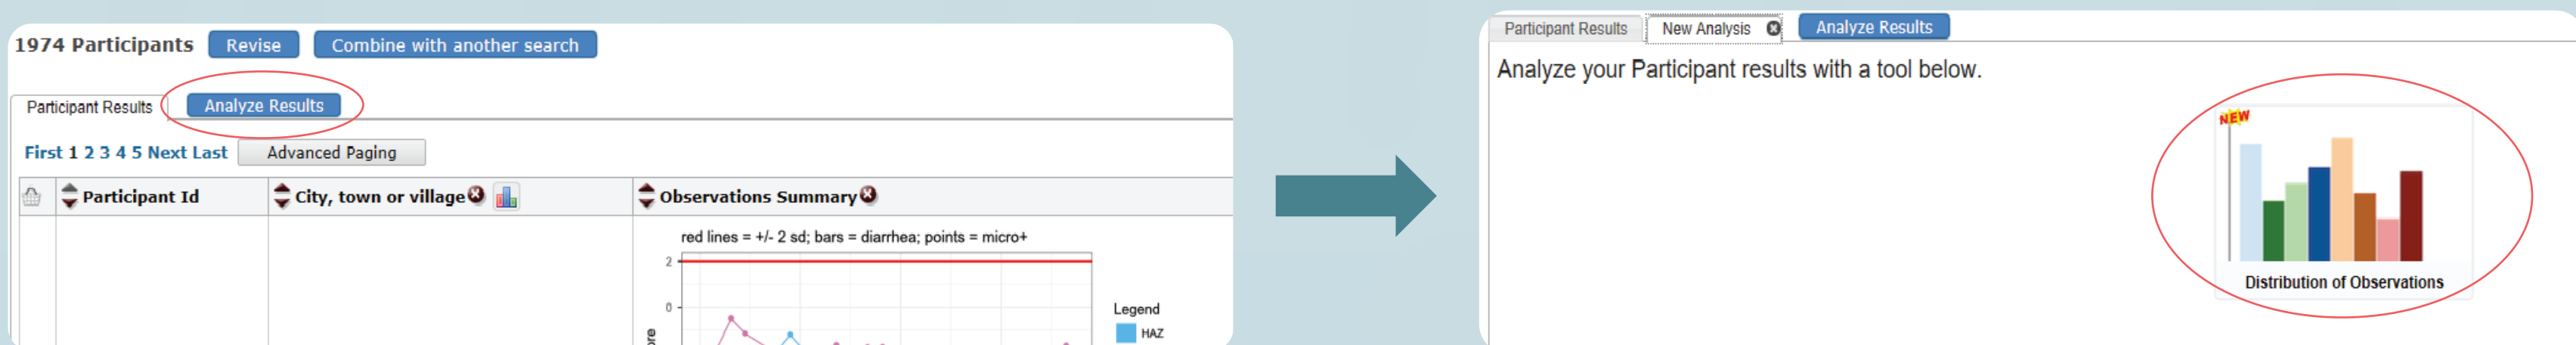 1974 Participants Revise Combine with another search
Participant Results Analyze Results
First 1 2 3 4 5 Next Last Advanced Paging
Participant Id City, town or village Observations Summary
red lines = +/- 2 sd; bars = diarrhea; points = micro+
2
0
Legend
HAZ
Participant Results New Analysis Analyze Results
Analyze your Participant results with a tool below.
NEW
Distribution of Observations